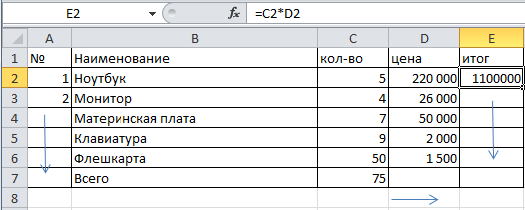 E2 fx =C2*D2
A B C D E
1 № Наименование кол-во цена итог
2 1 Ноутбук 5 220 000 1100000
3 2 Монитор 4 26 000
4 Материнская плата 7 50 000
5 Клавиатура 9 2 000
6 Флешкарта 50 1 500
7 Всего 75
8